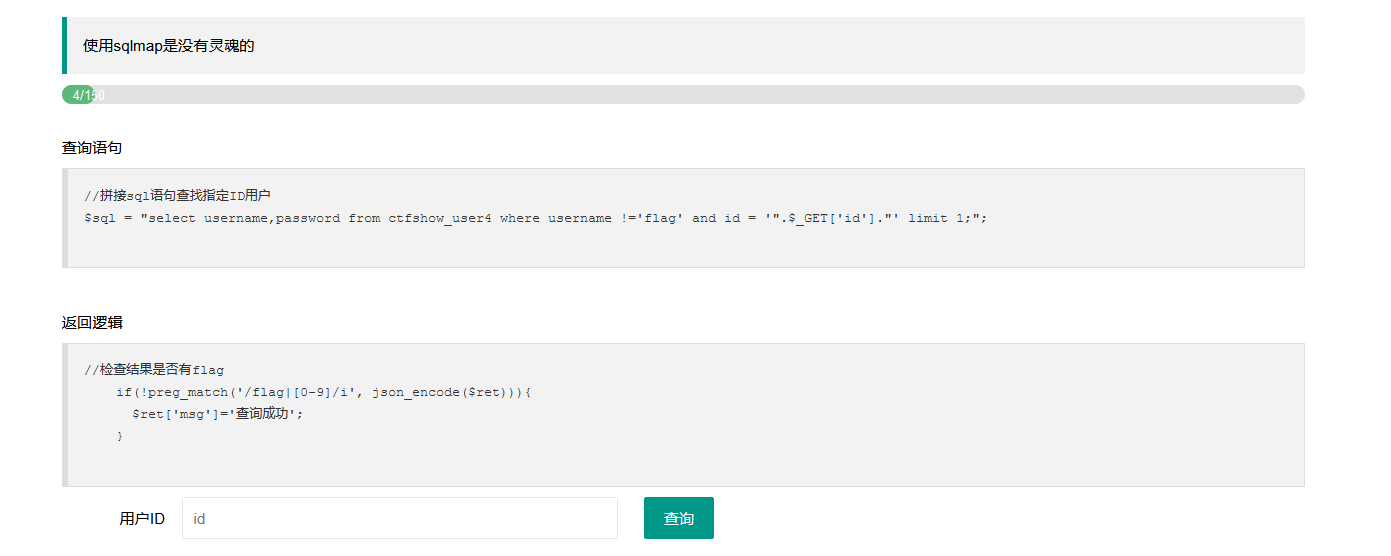 使用sqlmap是没有灵魂的
4/150
查询语句
//拼接sql语句查找指定ID用户
$sql = "select username,password from ctfshow_user4 where username !='flag' and id = '".$_GET['id']."' limit 1;";
返回逻辑
//检查结果是否有flag
if(!preg_match('/flag|[0-9]/i', json_encode($ret))){
$ret['msg']='查询成功';
}
用户ID id 查询